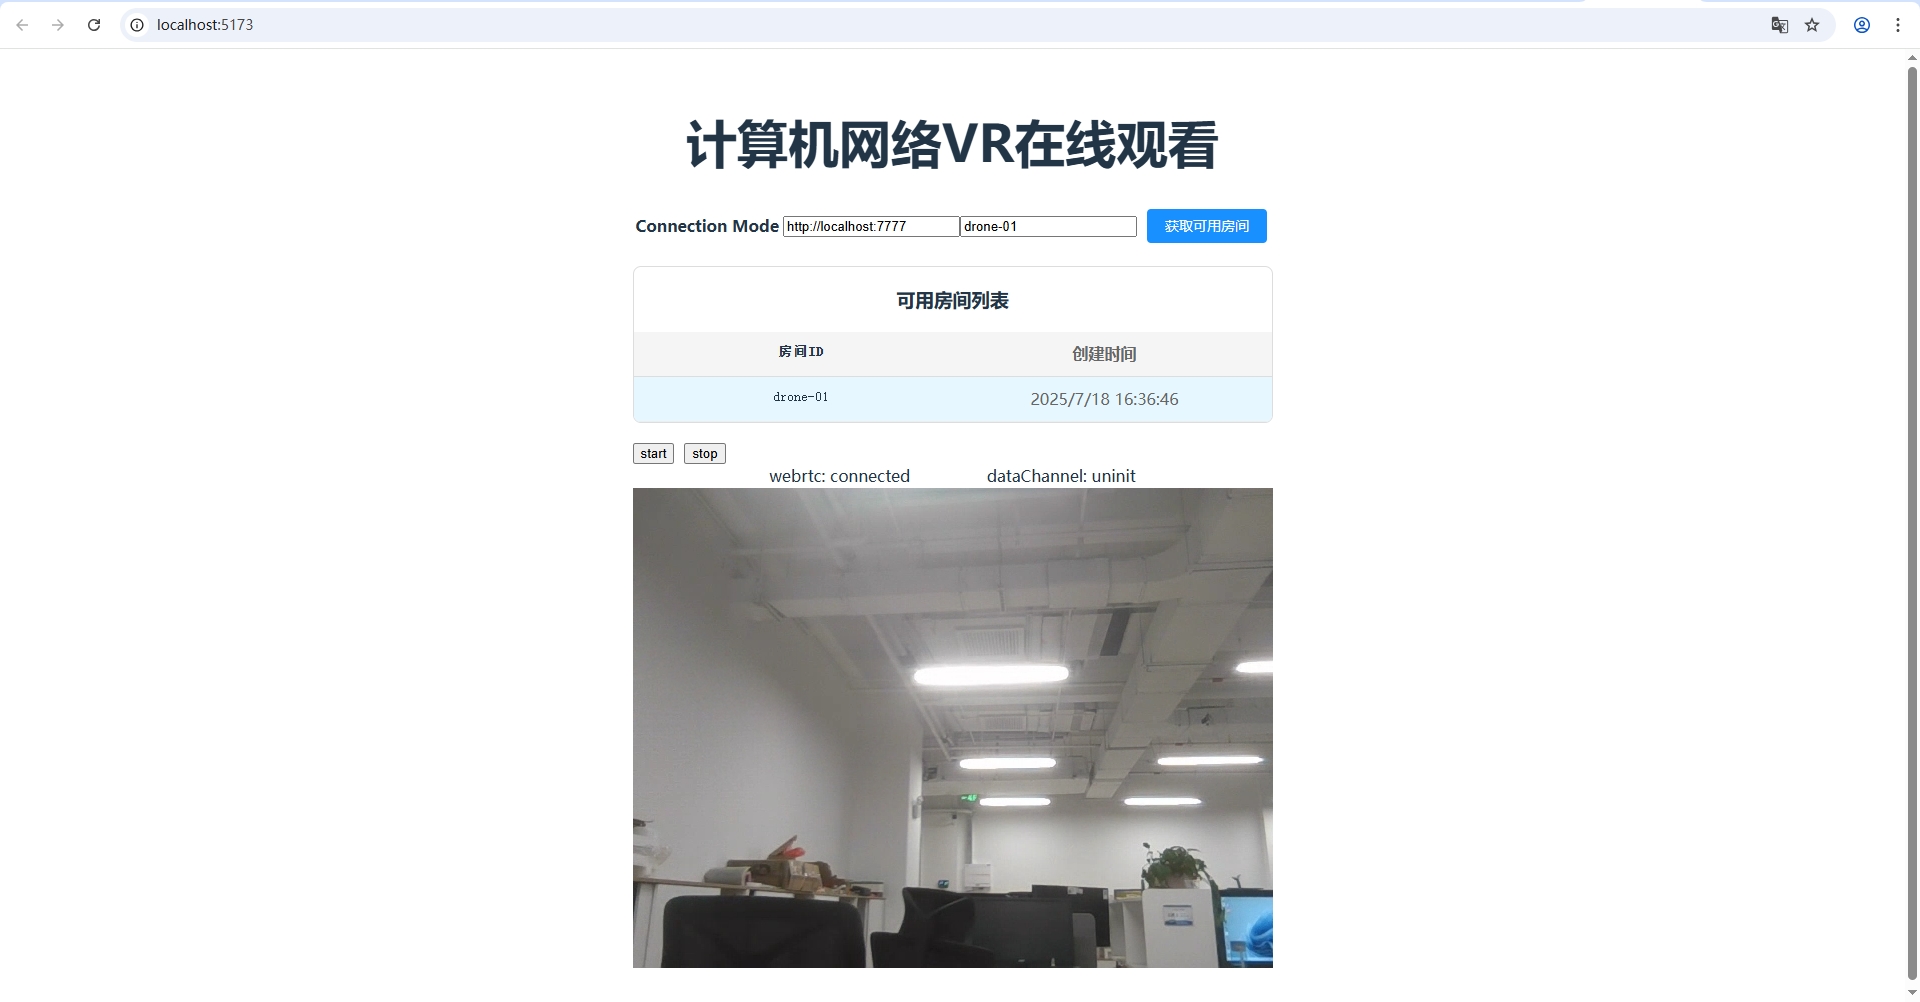 localhost:5173
计算机网络VR在线观看
Connection Mode http://localhost:7777 drone-01 获取可用房间
可用房间列表
房间ID 创建时间
drone-01 2025/7/18 16:36:46
start stop
webrtc: connected dataChannel: uninit